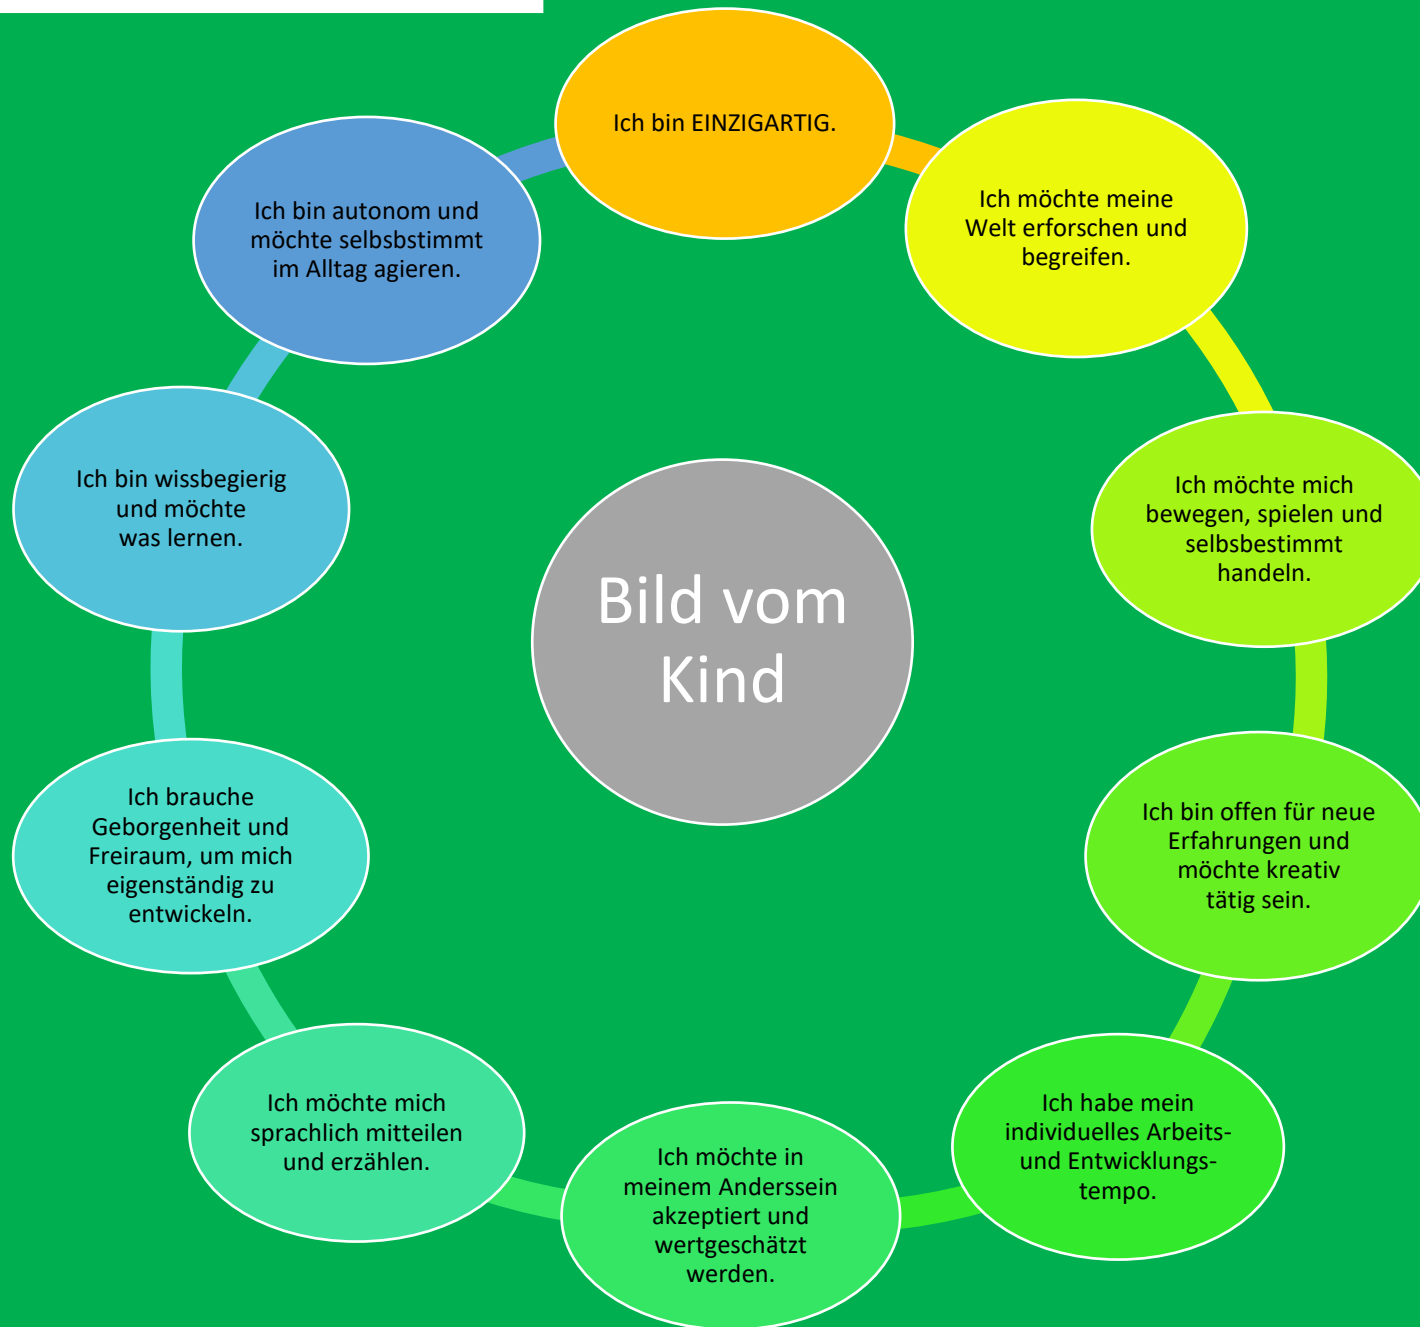 Ich bin EINZIGARTIG.
Ich möchte meine
Welt erforschen und
begreifen.
Ich möchte mich
bewegen, spielen und
selbsbestimmt
handeln.
Ich bin offen für neue
Erfahrungen und
möchte kreativ
tätig sein.
Ich habe mein
individuelles Arbeits-
und Entwicklungs-
tempo.
Ich möchte in
meinem Anderssein
akzeptiert und
wertgeschätzt
werden.
Ich möchte mich
sprachlich mitteilen
und erzählen.
Ich brauche
Geborgenheit und
Freiraum, um mich
eigenständig zu
entwickeln.
Ich bin wissbegierig
und möchte
was lernen.
Ich bin autonom und
möchte selbsbstimmt
im Alltag agieren.
Bild vom
Kind